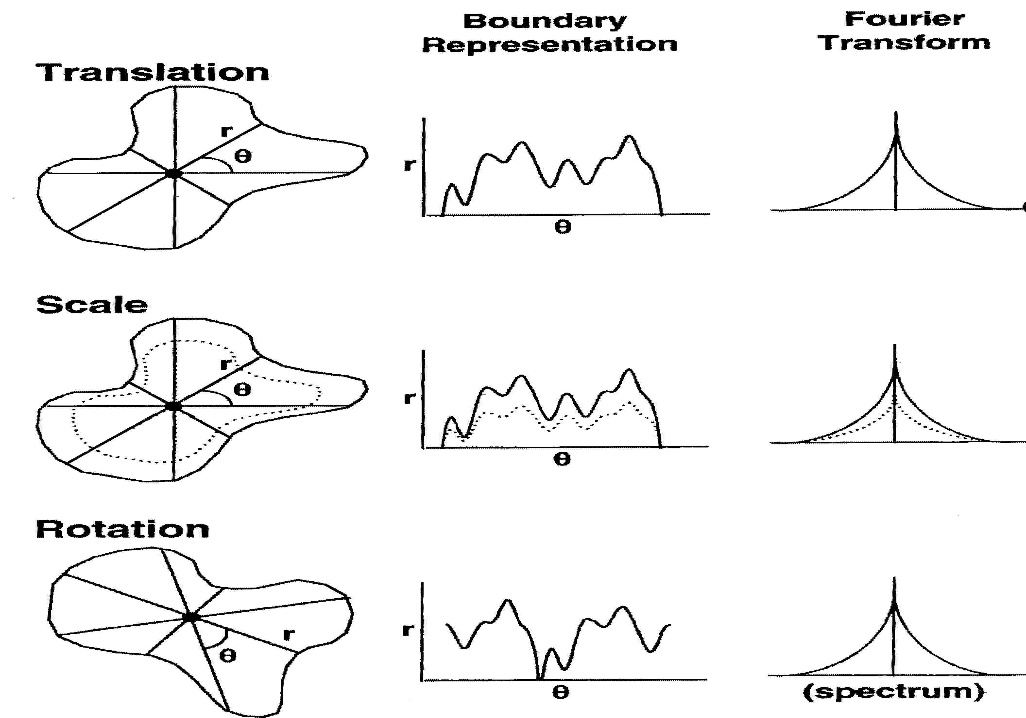 Boundary
Representation
Fourier
Transform
Translation
r
θ
r
θ
Scale
r
θ
r
θ
Rotation
r
θ
r
θ
(spectrum)